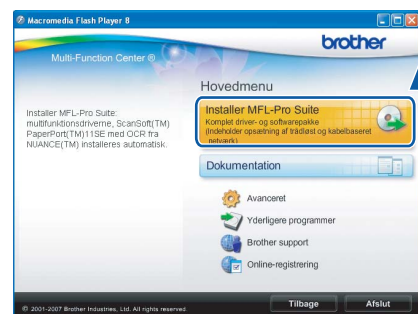 Macromedia Flash Player 8
brother
Multi-Function Center ®
Hovedmenu
Installer MFL-Pro Suite:
multifunktionsdriverne, ScanSoft(TM)
PaperPort(TM)11SE med OCR fra
NUANCE(TM) installeres automatisk.
Installer MFL-Pro Suite
Komplet driver- og softwarepakke
(Indeholder opsætning af trådløst og kabelbaseret
netværk)
Dokumentation
Avanceret
Yderligere programmer
Brother support
Online-registrering
© 2001-2007 Brother Industries, Ltd. All rights reserved.
Tilbage
Afslut